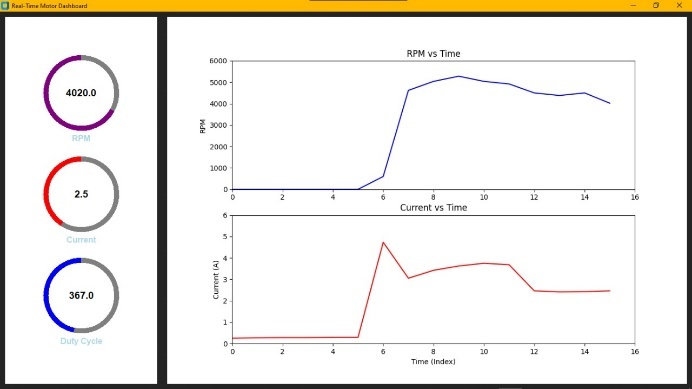 Real-Time Motor Dashboard
4020.0
RPM
2.5
Current
367.0
Duty Cycle
RPM vs Time
6000
5000
4000
3000
2000
1000
0
RPM
0 2 4 6 8 10 12 14 16
Current vs Time
6
5
4
3
2
1
0
Current (A)
0 2 4 6 8 10 12 14 16
Time (Index)